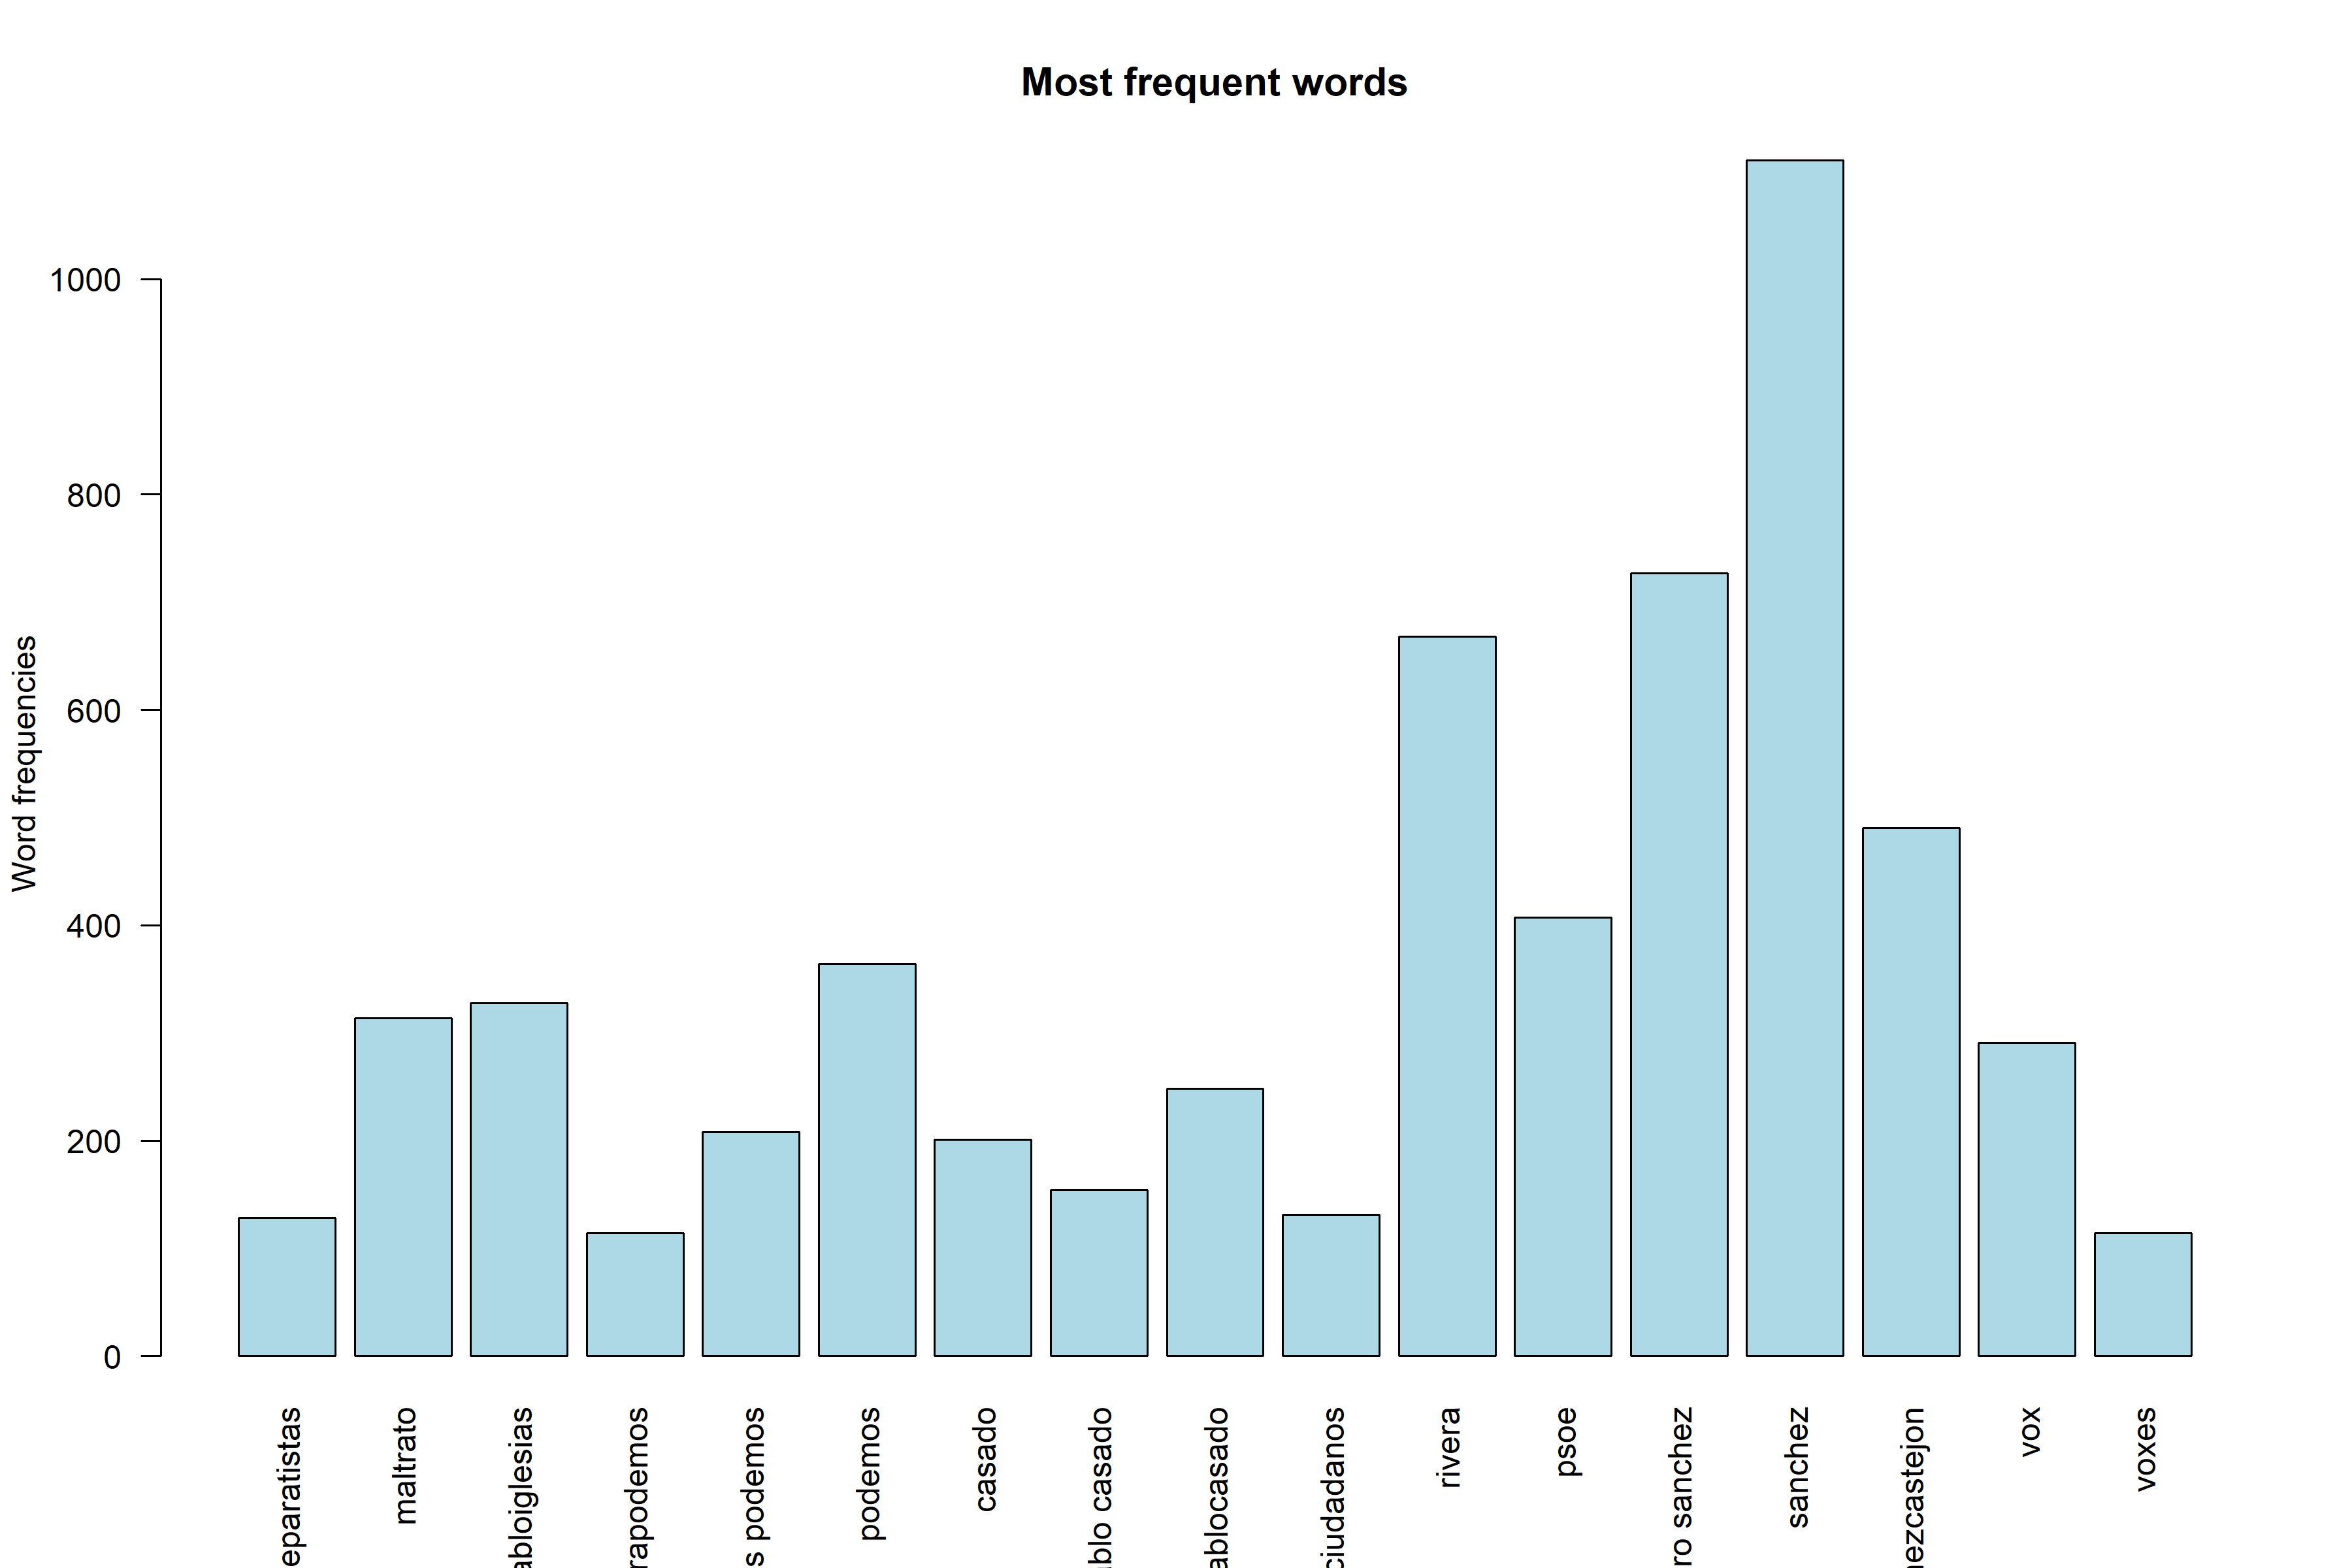 Most frequent words
Word frequencies
1000
800
600
400
200
0
eparatistas
maltrato
abloiglesias
rapodemos
s podemos
podemos
casado
ablo casado
ablocasado
ciudadanos
rivera
psoe
ro sanchez
sanchez
ezcastejon
vox
voxes